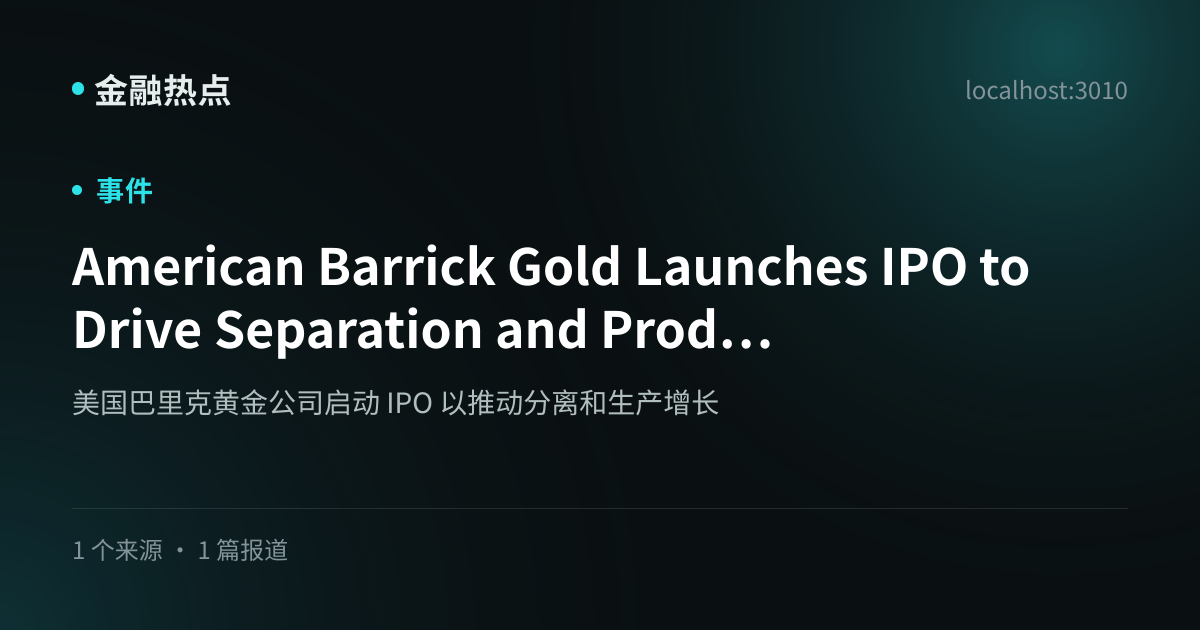 金融热点
localhost:3010
事件
American Barrick Gold Launches IPO to
Drive Separation and Prod…
美国巴里克黄金公司启动 IPO 以推动分离和生产增长
1 个来源 • 1 篇报道